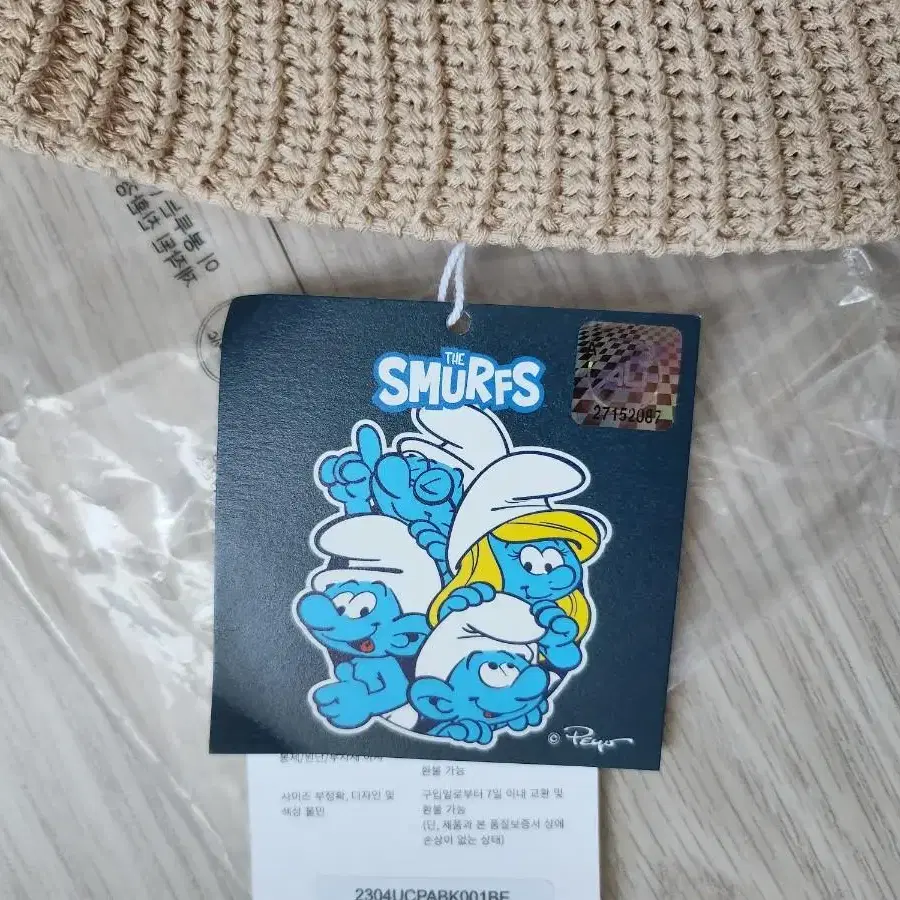 THE
SMURFS
27152087
© Peyo
환불 가능
사이즈 부정확, 디자인 및
색상 불만
구입일로부터 7일 이내 교환 및
환불 가능
(단, 제품과 본 품질보증서 상에
손상이 없는 상태)
2304UCPABK001BE